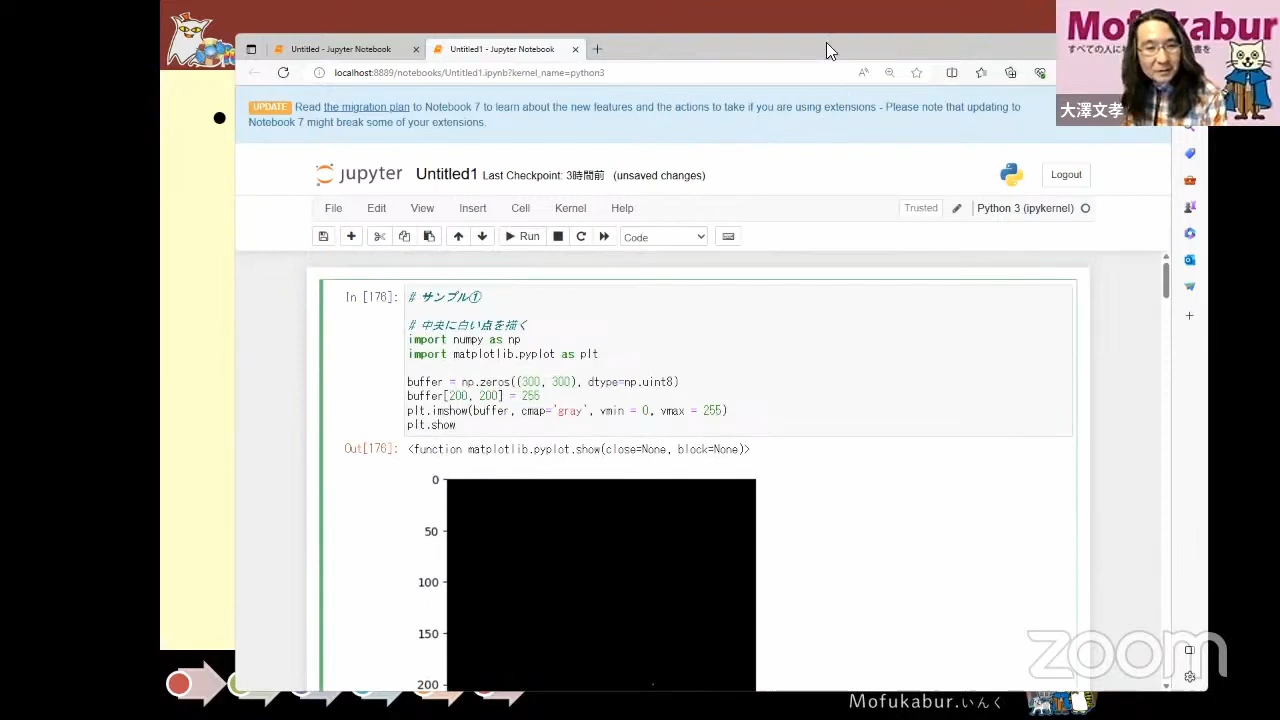 Mofukabur
すべての人に
大澤文孝
Untitled - Jupyter Notebook
Untitled1 - Jupyter Notebook
localhost:8889/notebooks/Untitled1.ipynb?kernel_name=python3
UPDATE Read the migration plan to Notebook 7 to learn about the new features and the actions to take if you are using extensions - Please note that updating to
Notebook 7 might break some of your extensions.
jupyter Untitled1 Last Checkpoint: 3時間前 (unsaved changes)
Logout
File Edit View Insert Cell Kernel Help
Trusted Python 3 (ipykernel)
Run Code
In [176]: # サンプル①
# 中央に白い点を描く
import numpy as np
import matplotlib.pyplot as plt
buffer = np.zeros((300, 300), dtype=np.uint8)
buffer[200, 200] = 255
plt.imshow(buffer, cmap='gray', vmin = 0, vmax = 255)
plt.show
Out[176]: <function matplotlib.pyplot.show(close=None, block=None)>
0
50
100
150
200
zoom
Mofukabur.いんく